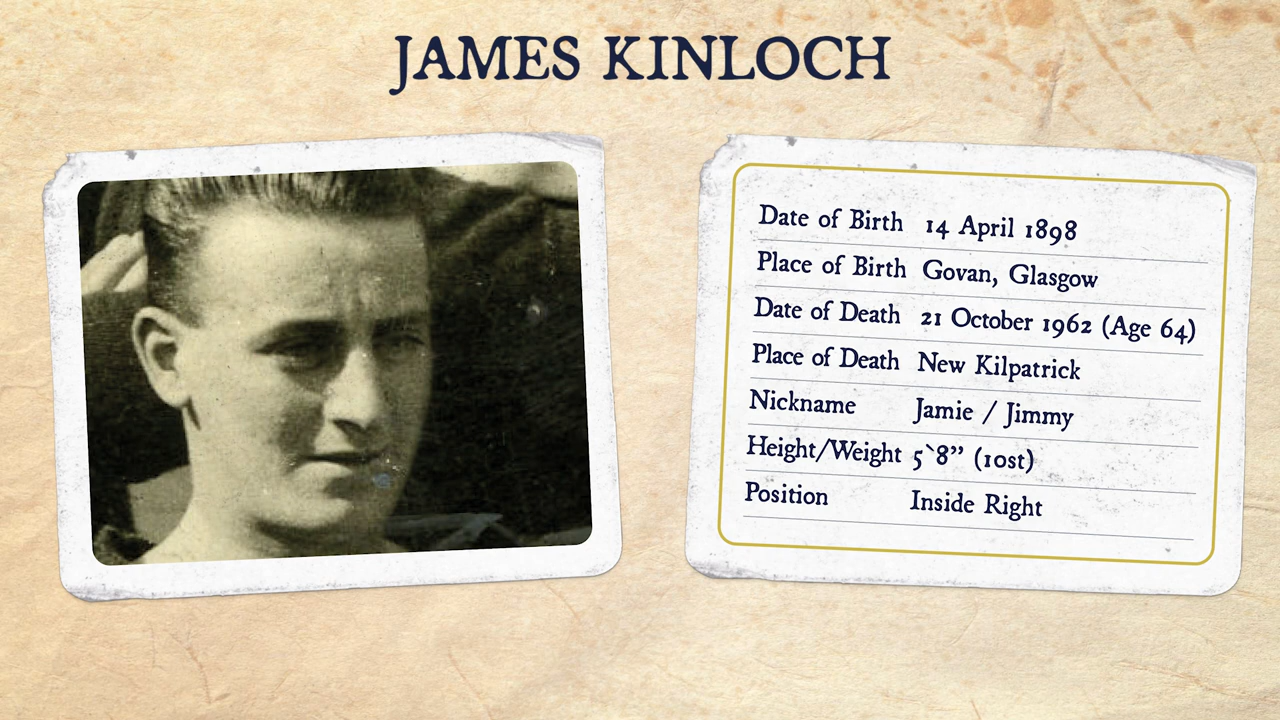 JAMES KINLOCH
Date of Birth 14 April 1898
Place of Birth Govan, Glasgow
Date of Death 21 October 1962 (Age 64)
Place of Death New Kilpatrick
Nickname Jamie / Jimmy
Height/Weight 5`8” (10st)
Position Inside Right